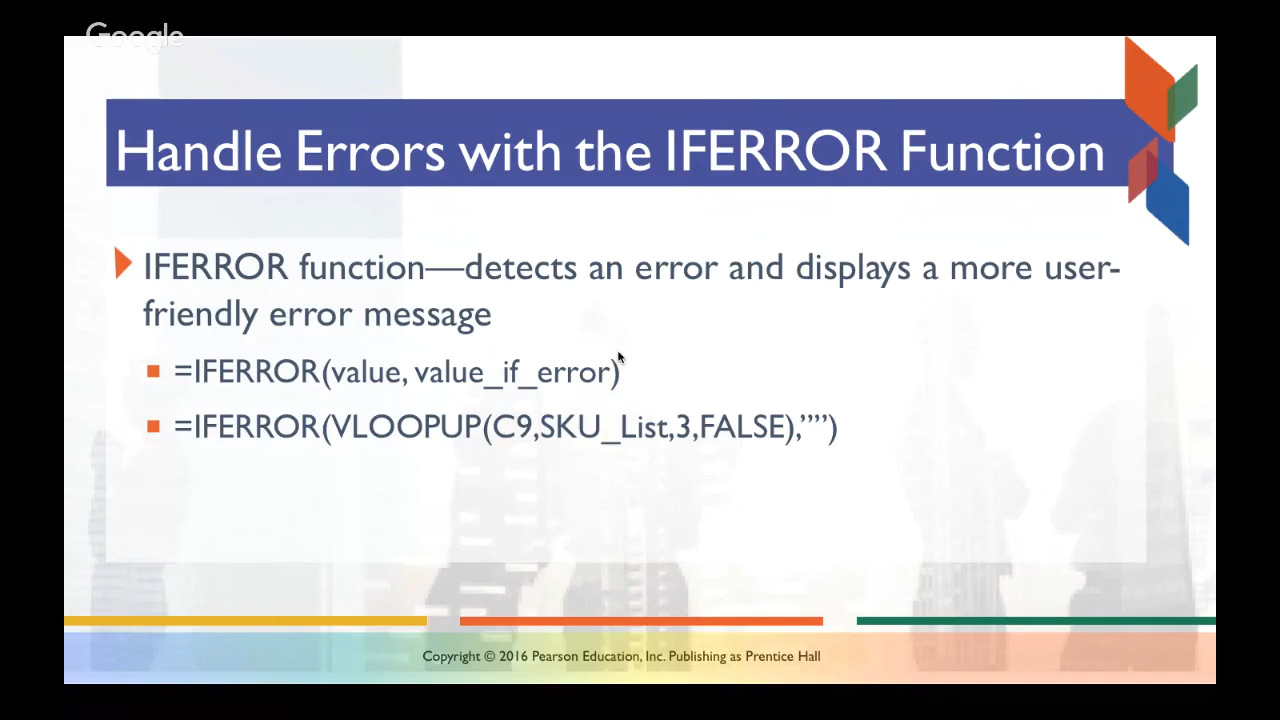 Google
Handle Errors with the IFERROR Function
IFERROR function—detects an error and displays a more user-
friendly error message
=IFERROR(value, value_if_error)
=IFERROR(VLOOPUP(C9,SKU_List,3,FALSE),””)
Copyright © 2016 Pearson Education, Inc. Publishing as Prentice Hall